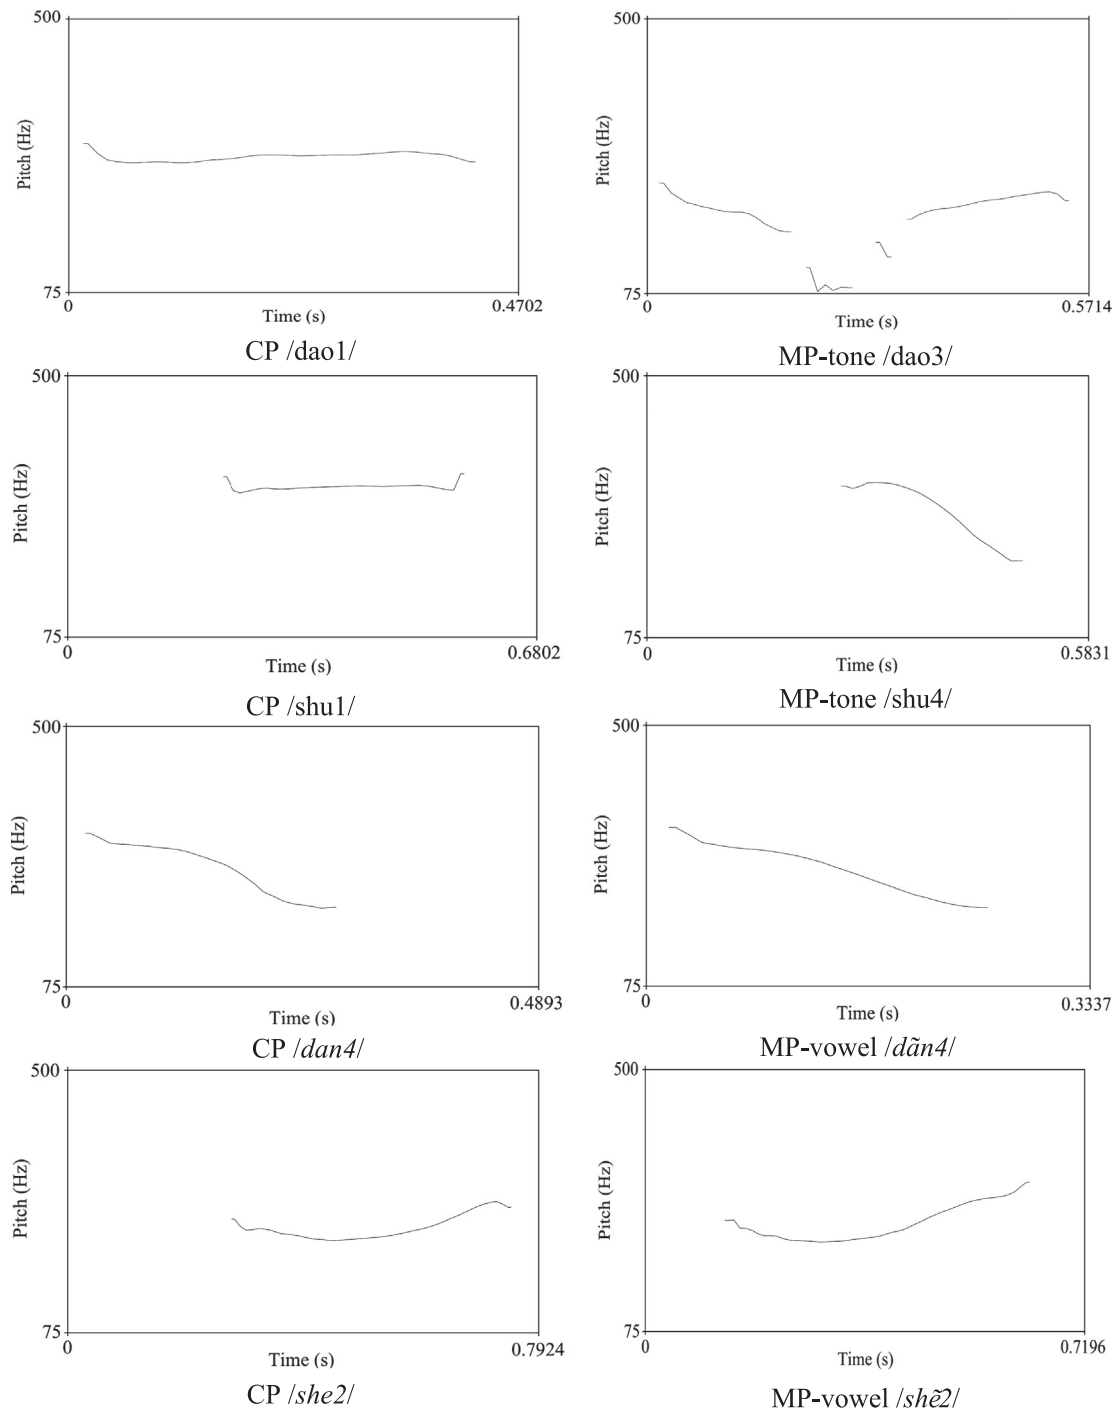 500
Pitch (Hz)
75
0
Time (s)
0.4702
CP /dao1/
500
Pitch (Hz)
75
0
Time (s)
0.5714
MP-tone /dao3/
500
Pitch (Hz)
75
0
Time (s)
0.6802
CP /shu1/
500
Pitch (Hz)
75
0
Time (s)
0.5831
MP-tone /shu4/
500
Pitch (Hz)
75
0
Time (s)
0.4893
CP /dan4/
500
Pitch (Hz)
75
0
Time (s)
0.3337
MP-vowel /dãn4/
500
Pitch (Hz)
75
0
Time (s)
0.7924
CP /she2/
500
Pitch (Hz)
75
0
Time (s)
0.7196
MP-vowel /shẽ2/